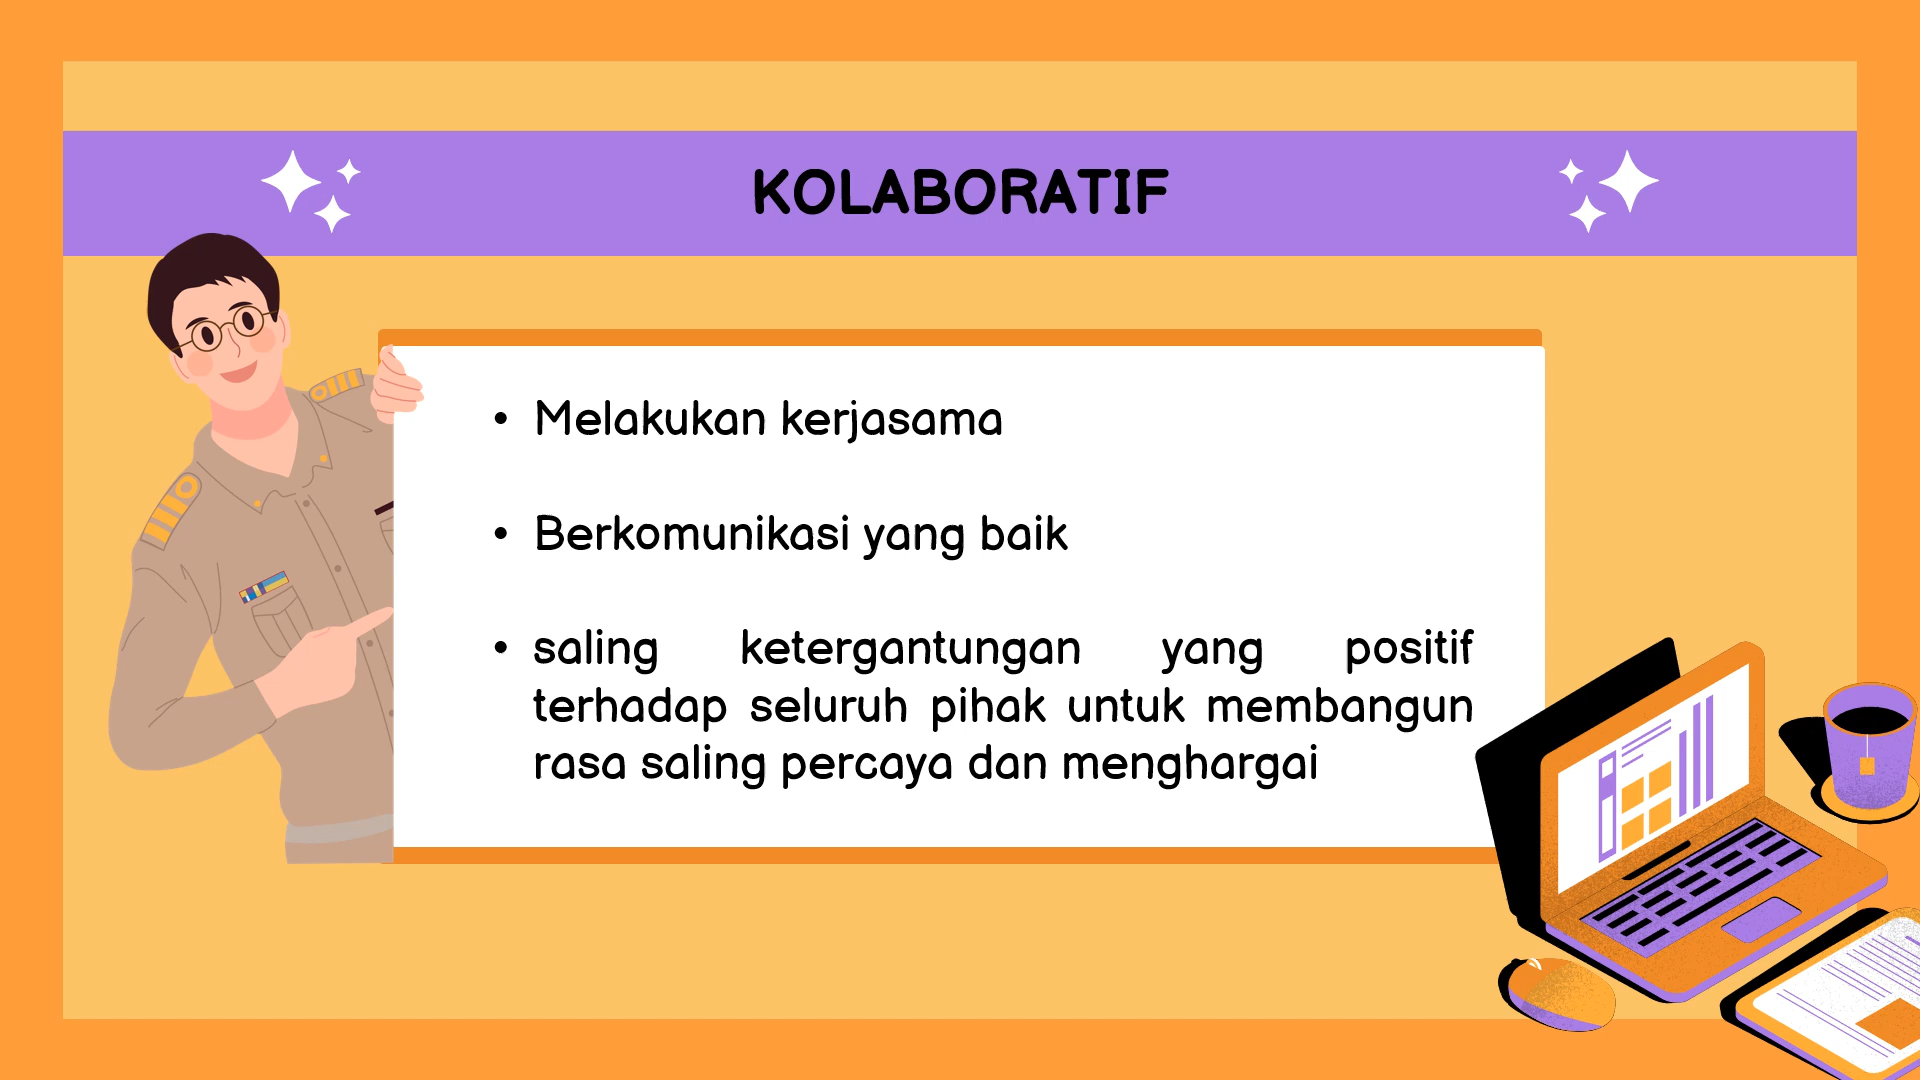 KOLABORATIF
• Melakukan kerjasama
• Berkomunikasi yang baik
• saling ketergantungan yang positif
terhadap seluruh pihak untuk membangun
rasa saling percaya dan menghargai